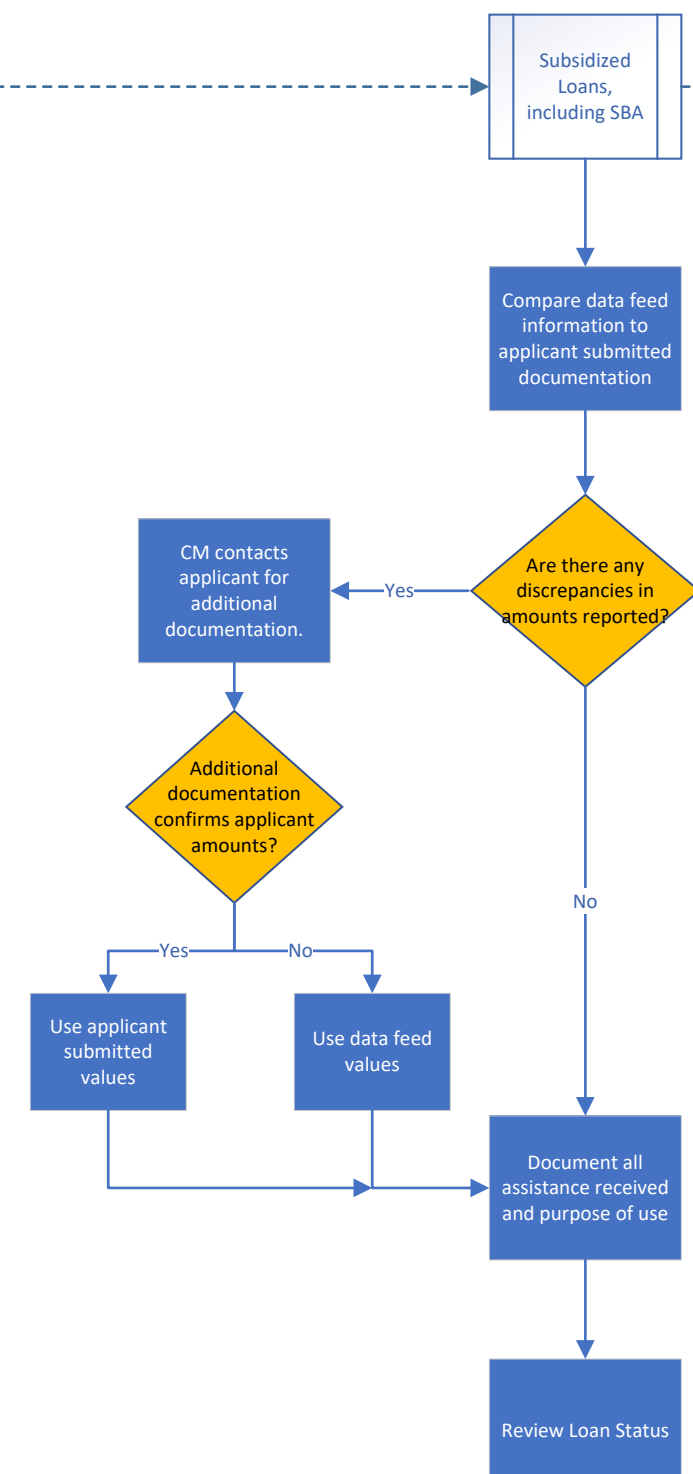 Subsidized
Loans,
including SBA
Compare data feed
information to
applicant submitted
documentation
Are there any
discrepancies in
amounts reported?
Yes
CM contacts
applicant for
additional
documentation.
Additional
documentation
confirms applicant
amounts?
No
Yes
No
Use applicant
submitted
values
Use data feed
values
Document all
assistance received
and purpose of use
Review Loan Status